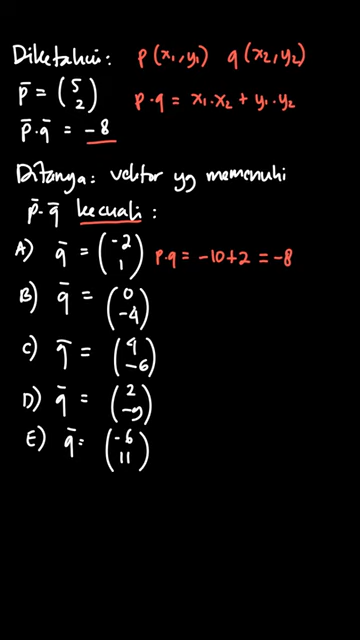 Diketahui: p(x₁,y₁) q(x₂,y₂)
p̄ = (5 2) p·q = x₁·x₂ + y₁·y₂
p̄·q̄ = -8
Ditanya: vektor yg memenuhi
p̄·q̄ kecuali:
A) q̄ = (-2 1) p·q = -10+2 = -8
B) q̄ = (0 -4)
C) q̄ = (4 -6)
D) q̄ = (2 -9)
E) q̄ = (-6 11)